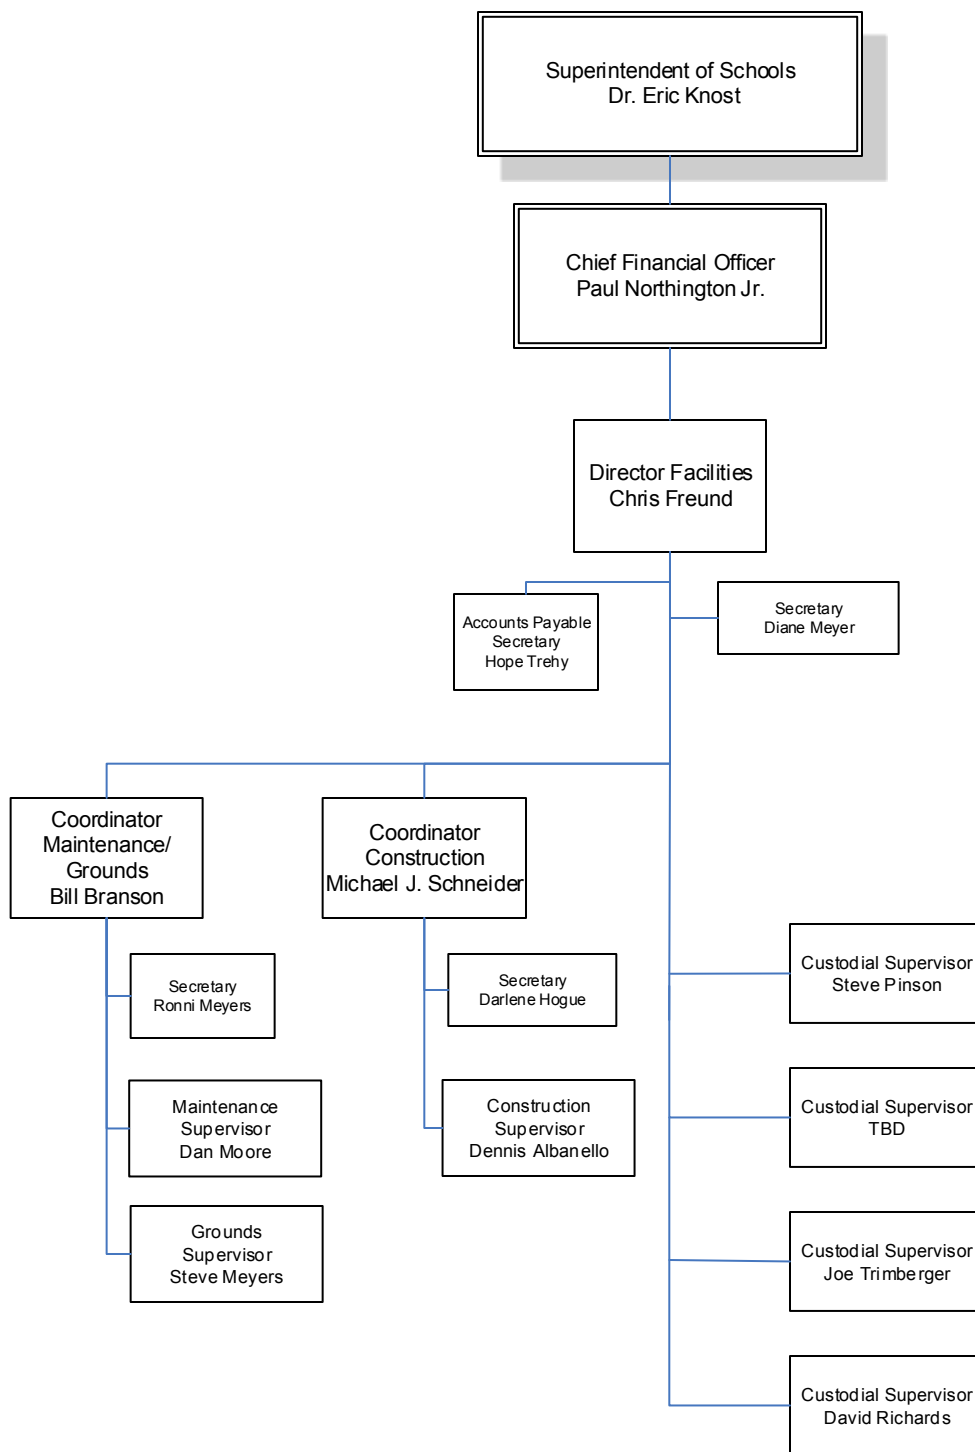 Superintendent of Schools
Dr. Eric Knost
Chief Financial Officer
Paul Northington Jr.
Director Facilities
Chris Freund
Accounts Payable
Secretary
Hope Trehy
Secretary
Diane Meyer
Coordinator
Maintenance/
Grounds
Bill Branson
Coordinator
Construction
Michael J. Schneider
Secretary
Ronni Meyers
Maintenance
Supervisor
Dan Moore
Grounds
Supervisor
Steve Meyers
Secretary
Darlene Hogue
Construction
Supervisor
Dennis Albanello
Custodial Supervisor
Steve Pinson
Custodial Supervisor
TBD
Custodial Supervisor
Joe Trimberger
Custodial Supervisor
David Richards